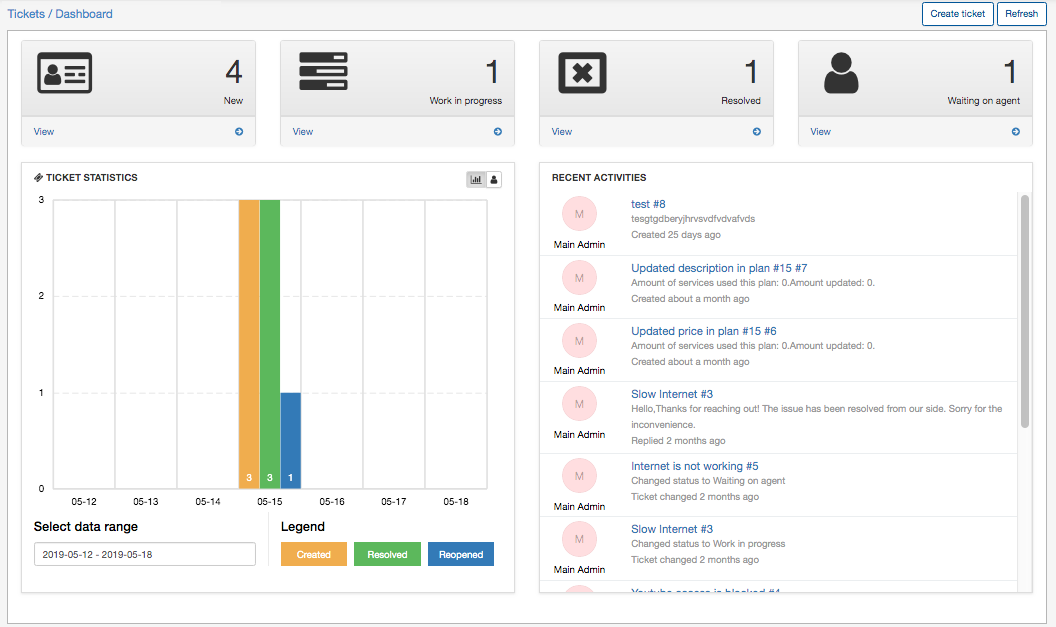 Tickets / Dashboard
Create ticket
Refresh
4
New
View
1
Work in progress
View
1
Resolved
View
1
Waiting on agent
View
TICKET STATISTICS
3
2
1
0
3 3 1
05-12 05-13 05-14 05-15 05-16 05-17 05-18
Select data range
2019-05-12 - 2019-05-18
Legend
Created Resolved Reopened
RECENT ACTIVITIES
M
Main Admin
test #8
tesgtgdberyjhrvsvdfvdvafvds
Created 25 days ago
M
Main Admin
Updated description in plan #15 #7
Amount of services used this plan: 0.Amount updated: 0.
Created about a month ago
M
Main Admin
Updated price in plan #15 #6
Amount of services used this plan: 0.Amount updated: 0.
Created about a month ago
M
Main Admin
Slow Internet #3
Hello,Thanks for reaching out! The issue has been resolved from our side. Sorry for the
inconvenience.
Replied 2 months ago
M
Main Admin
Internet is not working #5
Changed status to Waiting on agent
Ticket changed 2 months ago
M
Main Admin
Slow Internet #3
Changed status to Work in progress
Ticket changed 2 months ago
Youtube access is blocked #4